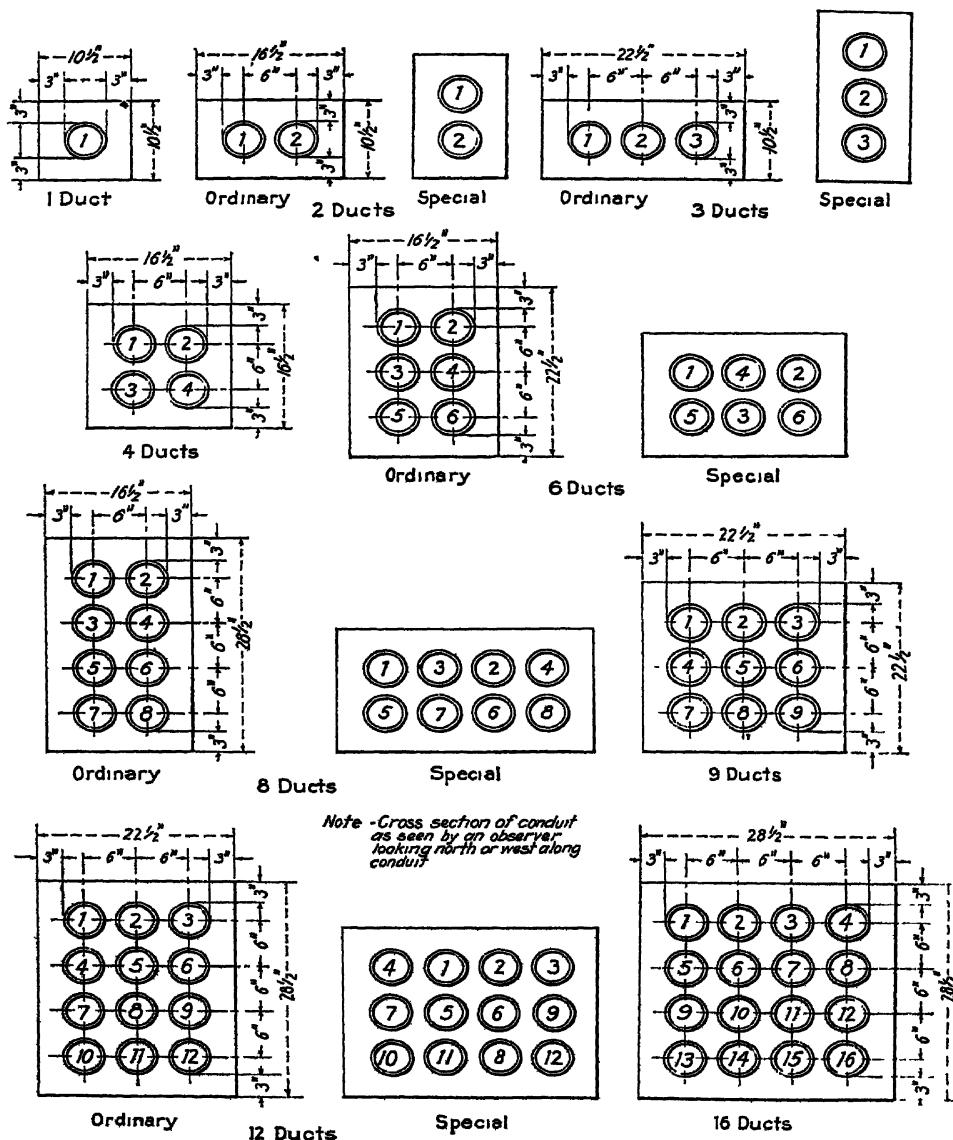 10½"
3" 3"
3"
3"
10½"
1
1 Duct
16½"
3" 6" 3"
3"
3"
10½"
1 2
Ordinary
1
2
Special
2 Ducts
22½"
3" 6" 6" 3"
3"
3"
10½"
1 2 3
Ordinary
1
2
3
Special
3 Ducts
16½"
3" 6" 3"
3"
6"
3"
16½"
1 2
3 4
4 Ducts
16½"
3" 6" 3"
3"
6"
6"
3"
22½"
1 2
3 4
5 6
Ordinary
1 4 2
5 3 6
Special
6 Ducts
16½"
3" 6" 3"
3"
6"
6"
6"
3"
28½"
1 2
3 4
5 6
7 8
Ordinary
1 3 2 4
5 7 6 8
Special
8 Ducts
22½"
3" 6" 6" 3"
3"
6"
6"
3"
22½"
1 2 3
4 5 6
7 8 9
9 Ducts
Note - Cross section of conduit
as seen by an observer
looking north or west along
conduit
22½"
3" 6" 6" 3"
3"
6"
6"
6"
3"
28½"
1 2 3
4 5 6
7 8 9
10 11 12
Ordinary
4 1 2 3
7 5 6 9
10 11 8 12
Special
12 Ducts
28½"
3" 6" 6" 6" 3"
3"
6"
6"
6"
3"
28½"
1 2 3 4
5 6 7 8
9 10 11 12
13 14 15 16
16 Ducts